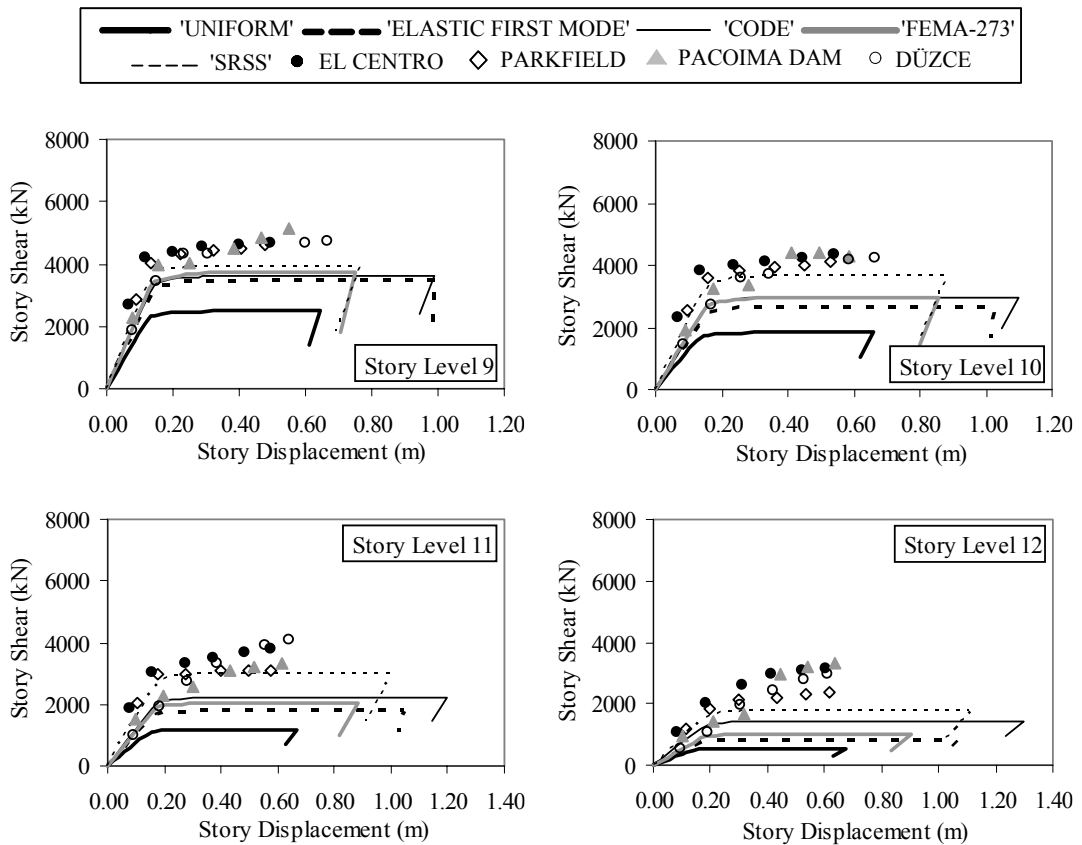 'UNIFORM' 'ELASTIC FIRST MODE' 'CODE' 'FEMA-273'
'SRSS' EL CENTRO PARKFIELD PACOIMA DAM DÜZCE
8000
6000
4000
2000
0
Story Shear (kN)
Story Level 9
0.00 0.20 0.40 0.60 0.80 1.00 1.20
Story Displacement (m)
8000
6000
4000
2000
0
Story Shear (kN)
Story Level 10
0.00 0.20 0.40 0.60 0.80 1.00 1.20
Story Displacement (m)
8000
6000
4000
2000
0
Story Shear (kN)
Story Level 11
0.00 0.20 0.40 0.60 0.80 1.00 1.20 1.40
Story Displacement (m)
8000
6000
4000
2000
0
Story Shear (kN)
Story Level 12
0.00 0.20 0.40 0.60 0.80 1.00 1.20 1.40
Story Displacement (m)